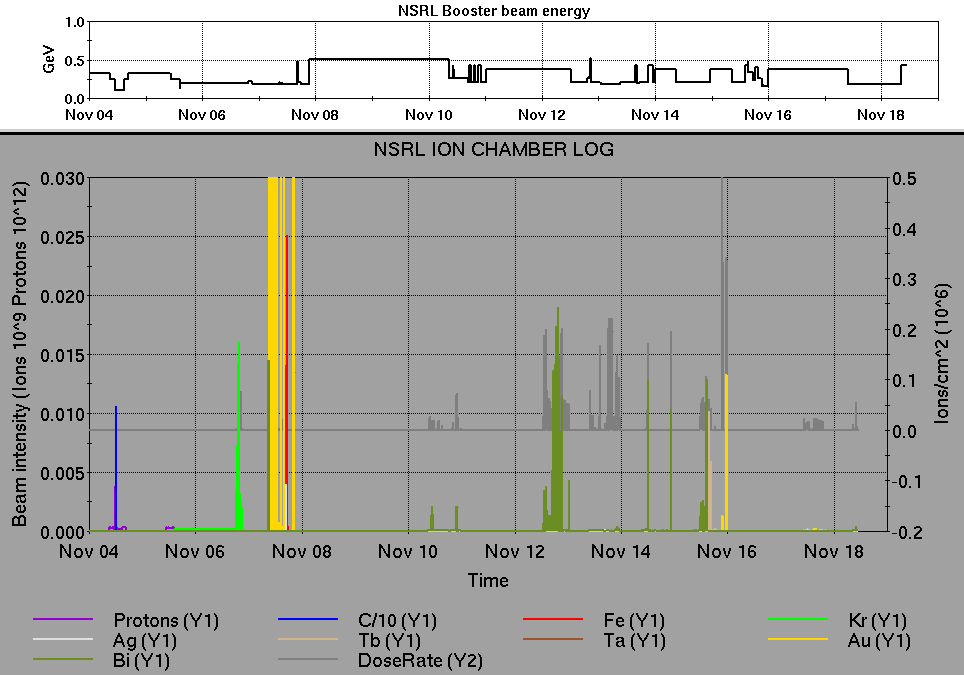 NSRL Booster beam energy
GeV
1.0
0.5
0.0
Nov 04 Nov 06 Nov 08 Nov 10 Nov 12 Nov 14 Nov 16 Nov 18
NSRL ION CHAMBER LOG
Beam intensity (Ions 10^9 Protons 10^12)
0.030
0.025
0.020
0.015
0.010
0.005
0.000
0.5
0.4
0.3
0.2
0.1
0.0
-0.1
-0.2
Ions/cm^2 (10^6)
Nov 04 Nov 06 Nov 08 Nov 10 Nov 12 Nov 14 Nov 16 Nov 18
Time
Protons (Y1) C/10 (Y1) Fe (Y1) Kr (Y1)
Ag (Y1) Tb (Y1) Ta (Y1) Au (Y1)
Bi (Y1) DoseRate (Y2)